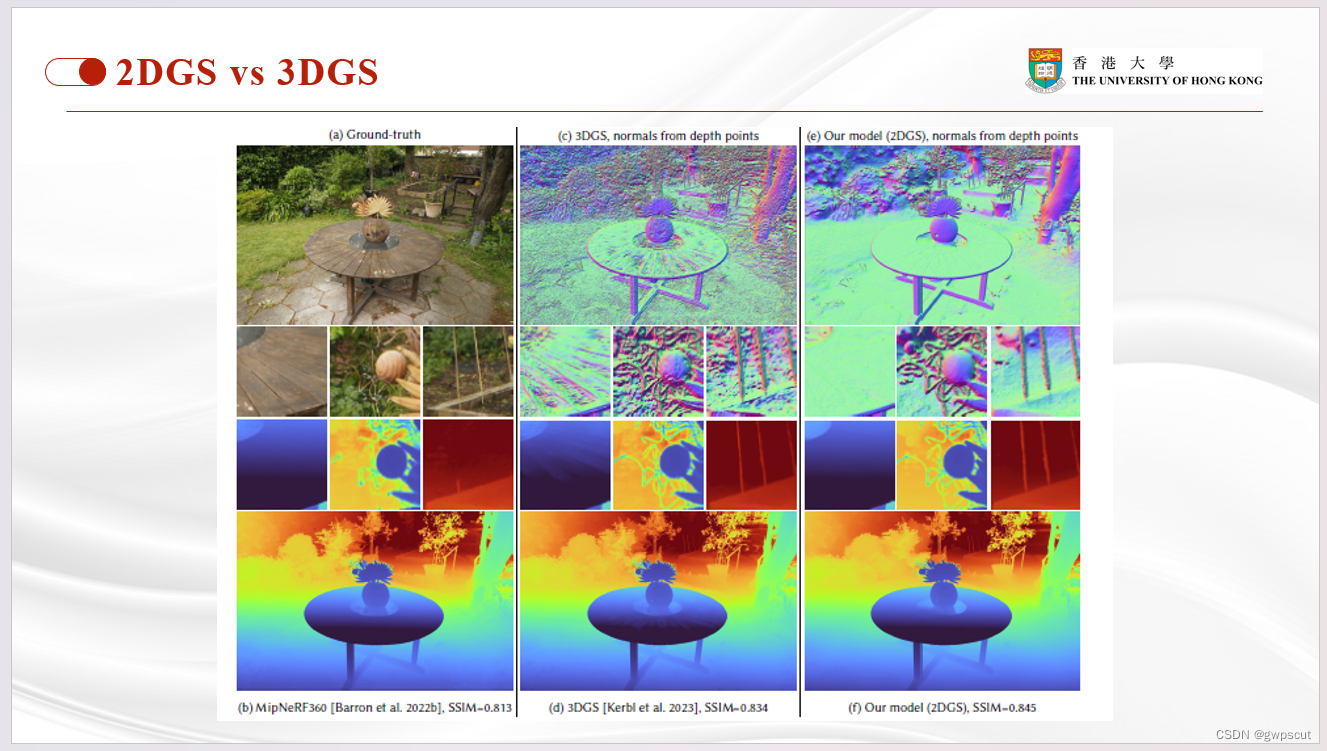 2DGS vs 3DGS
香港大學
THE UNIVERSITY OF HONG KONG
(a) Ground-truth
(c) 3DGS, normals from depth points
(e) Our model (2DGS), normals from depth points
(b) MipNeRF360 [Barron et al. 2022b], SSIM=0.813
(d) 3DGS [Kerbl et al. 2023], SSIM=0.834
(f) Our model (2DGS), SSIM=0.845
CSDN @gwpscut